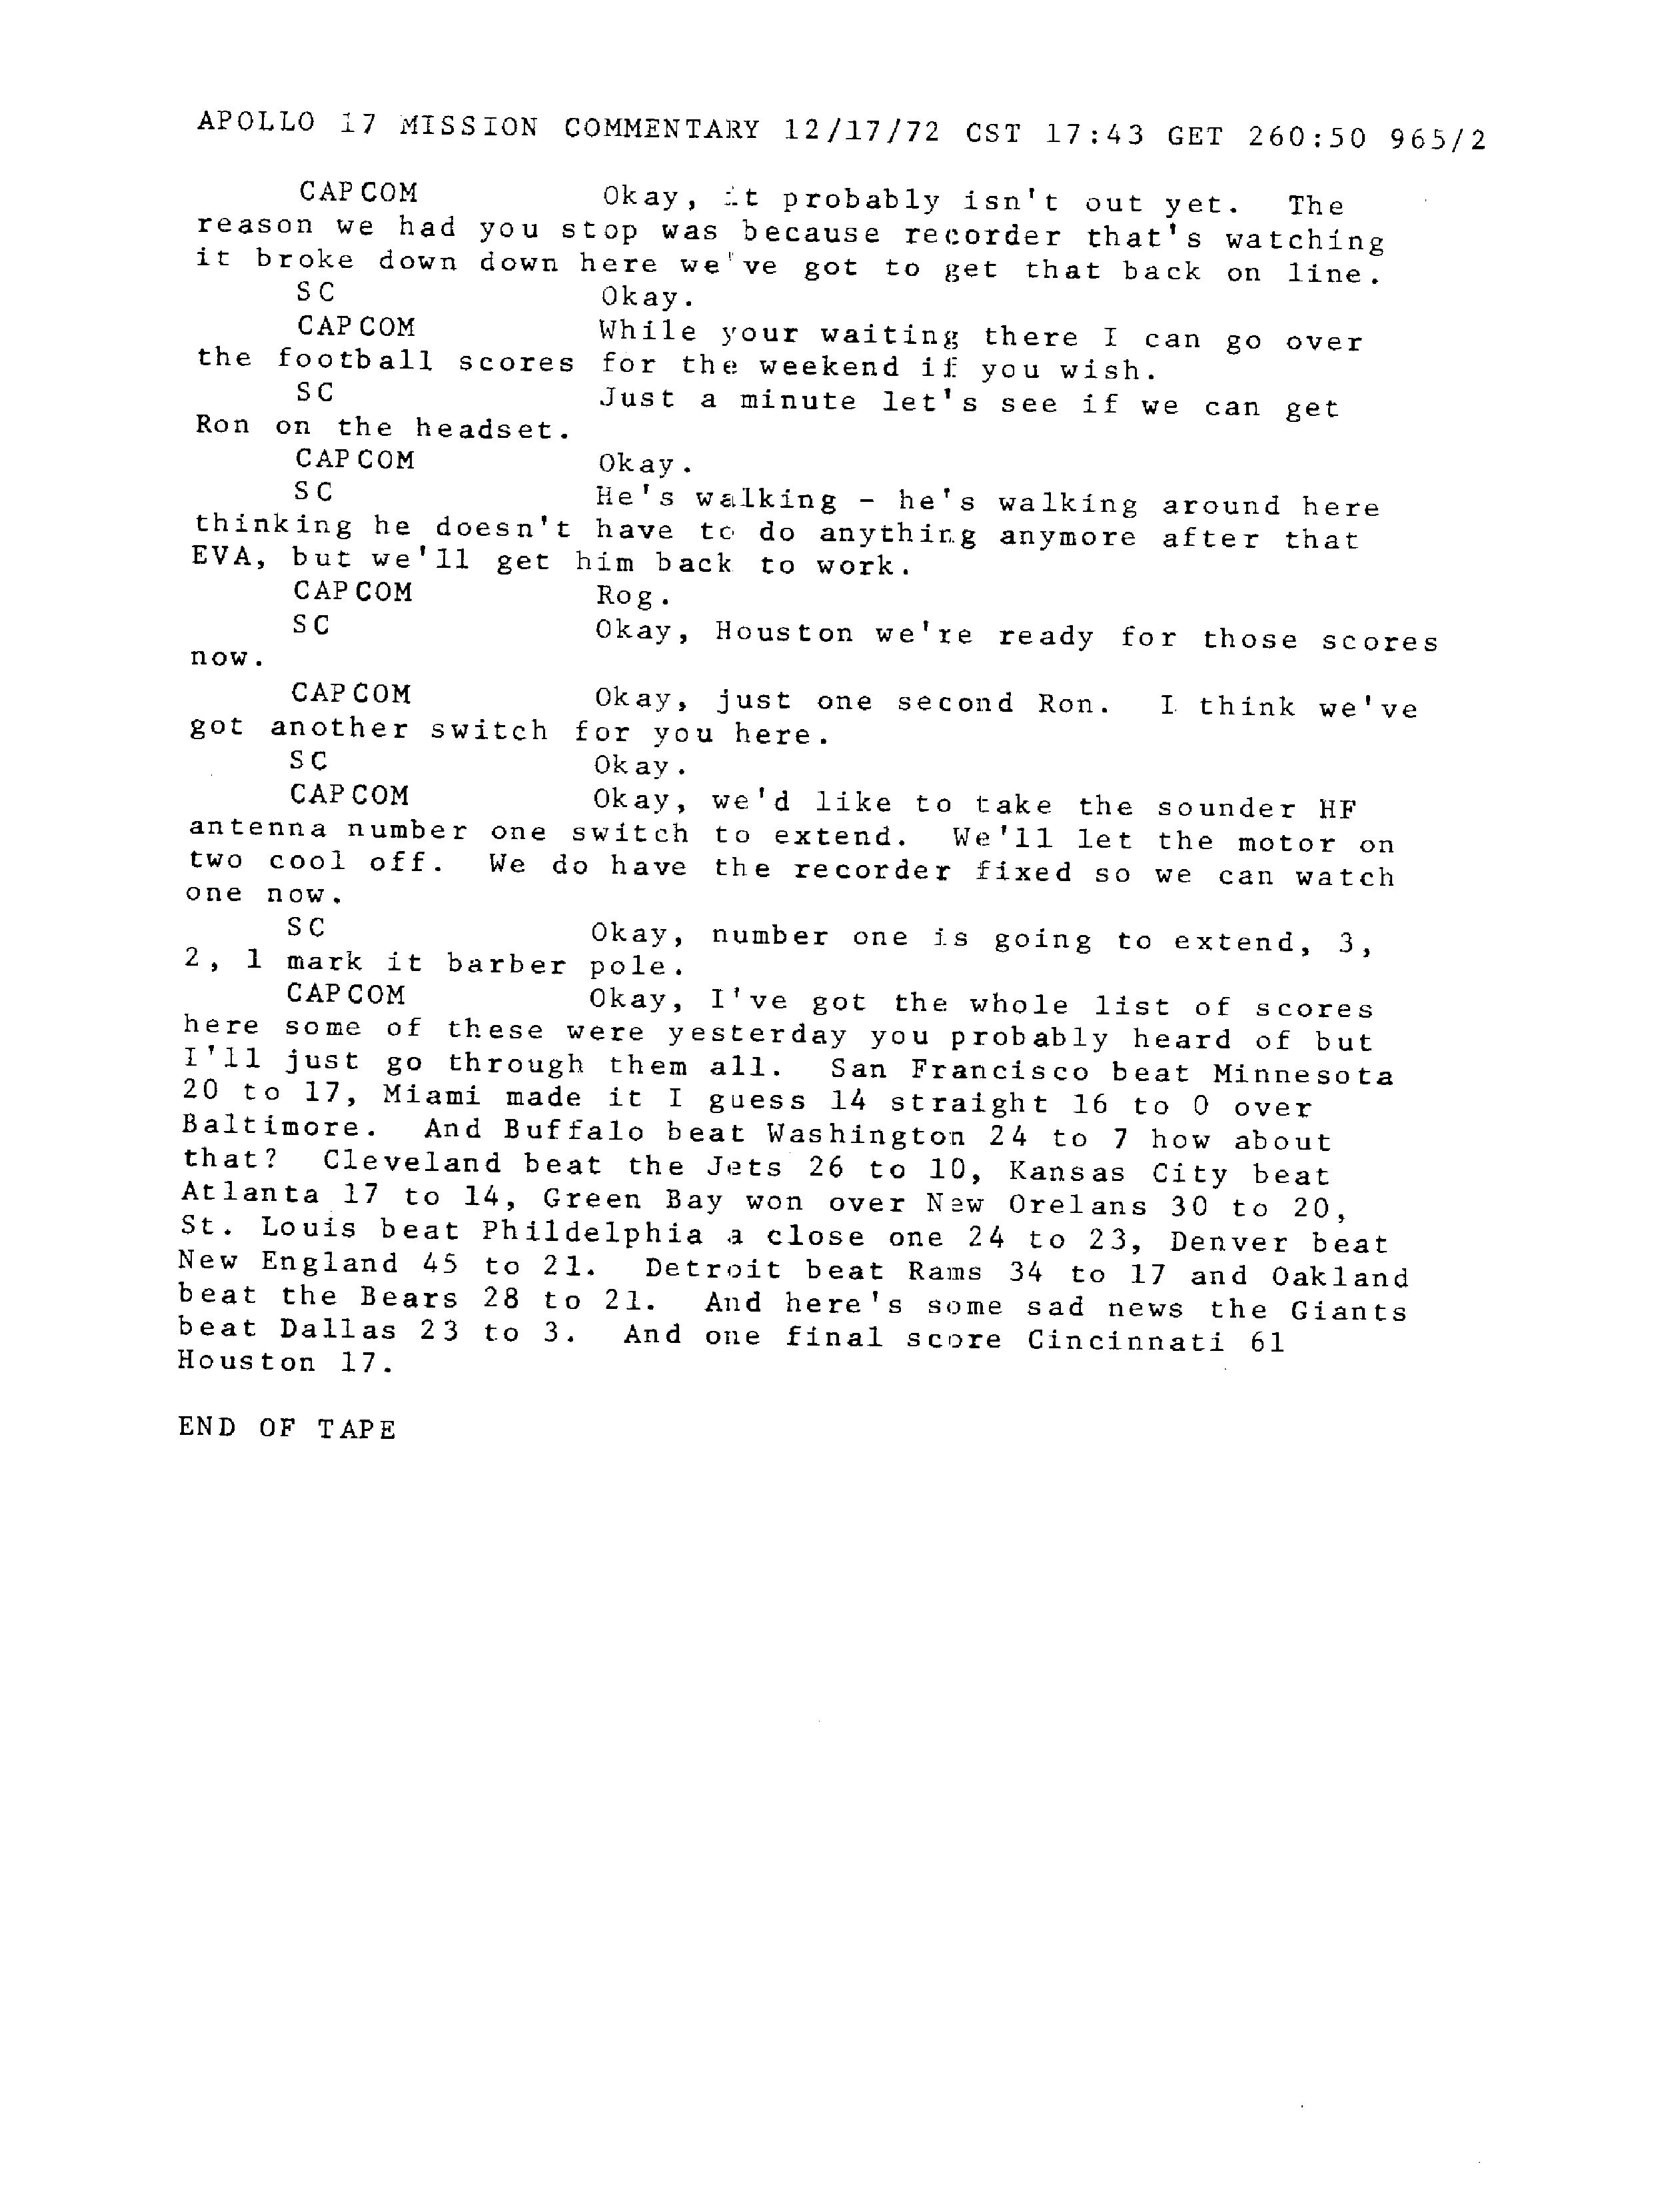 APOLLO 17 MISSION COMMENTARY 12/17/72 CST 17:43 GET 260:50 965/2
CAPCOM Okay, it probably isn't out yet. The
reason we had you stop was because recorder that's watching
it broke down down here we've got to get that back on line.
SC Okay.
CAPCOM While your waiting there I can go over
the football scores for the weekend if you wish.
SC Just a minute let's see if we can get
Ron on the headset.
CAPCOM Okay.
SC He's walking - he's walking around here
thinking he doesn't have to do anything anymore after that
EVA, but we'll get him back to work.
CAPCOM Rog.
SC Okay, Houston we're ready for those scores
now.
CAPCOM Okay, just one second Ron. I think we've
got another switch for you here.
SC Okay.
CAPCOM Okay, we'd like to take the sounder HF
antenna number one switch to extend. We'll let the motor on
two cool off. We do have the recorder fixed so we can watch
one now.
SC Okay, number one is going to extend, 3,
2, 1 mark it barber pole.
CAPCOM Okay, I've got the whole list of scores
here some of these were yesterday you probably heard of but
I'll just go through them all. San Francisco beat Minnesota
20 to 17, Miami made it I guess 14 straight 16 to 0 over
Baltimore. And Buffalo beat Washington 24 to 7 how about
that? Cleveland beat the Jets 26 to 10, Kansas City beat
Atlanta 17 to 14, Green Bay won over New Orelans 30 to 20,
St. Louis beat Phildelphia a close one 24 to 23, Denver beat
New England 45 to 21. Detroit beat Rams 34 to 17 and Oakland
beat the Bears 28 to 21. And here's some sad news the Giants
beat Dallas 23 to 3. And one final score Cincinnati 61
Houston 17.
END OF TAPE